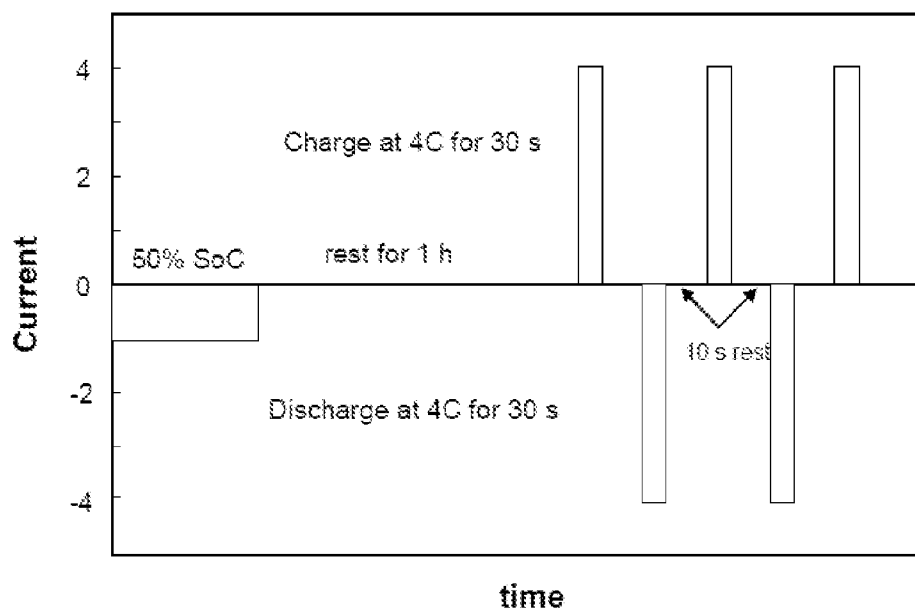 4
Charge at 4C for 30 s
2
50% SoC
rest for 1 h
0
Current
10 s rest
-2
Discharge at 4C for 30 s
-4
time